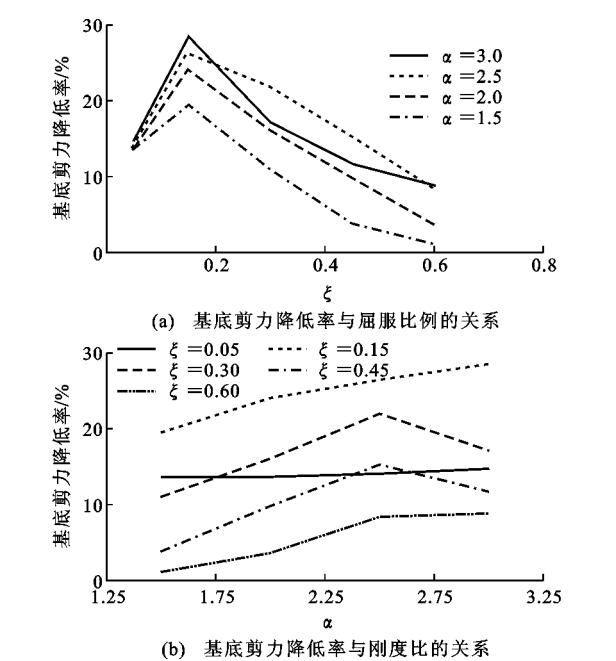 30
20
10
0
基底剪力降低率/%
α=3.0
α=2.5
α=2.0
α=1.5
0.2 0.4 0.6 0.8
ξ
(a) 基底剪力降低率与屈服比例的关系
30
20
10
0
基底剪力降低率/%
ξ=0.05 ξ=0.15
ξ=0.30 ξ=0.45
ξ=0.60
1.25 1.75 2.25 2.75 3.25
α
(b) 基底剪力降低率与刚度比的关系